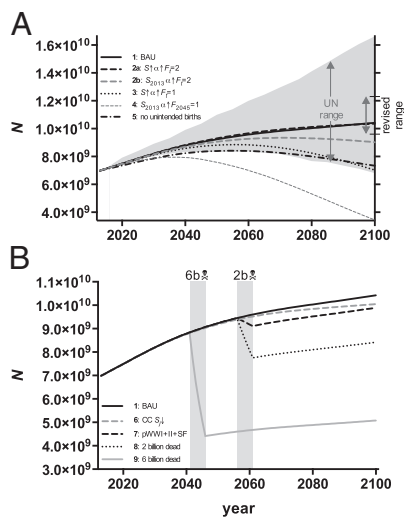 A
1.6×10¹⁰
1.4×10¹⁰
1.2×10¹⁰
1.0×10¹⁰
8.0×10⁹
6.0×10⁹
4.0×10⁹
N
1: BAU
2a: S↑α↑Fₗ=2
2b: S₂₀₁₃α↑Fₗ=2
3: S↑α↑Fₗ=1
4: S₂₀₁₃α↑F₂₀₄₅=1
5: no unintended births
UN
range
revised
range
2020 2040 2060 2080 2100
B
6b☠ 2b☠
1.1×10¹⁰
1.0×10¹⁰
9.0×10⁹
8.0×10⁹
7.0×10⁹
6.0×10⁹
5.0×10⁹
4.0×10⁹
3.0×10⁹
N
1: BAU
6: CC Sⱼ↓
7: pWWI+II+SF
8: 2 billion dead
9: 6 billion dead
2020 2040 2060 2080 2100
year